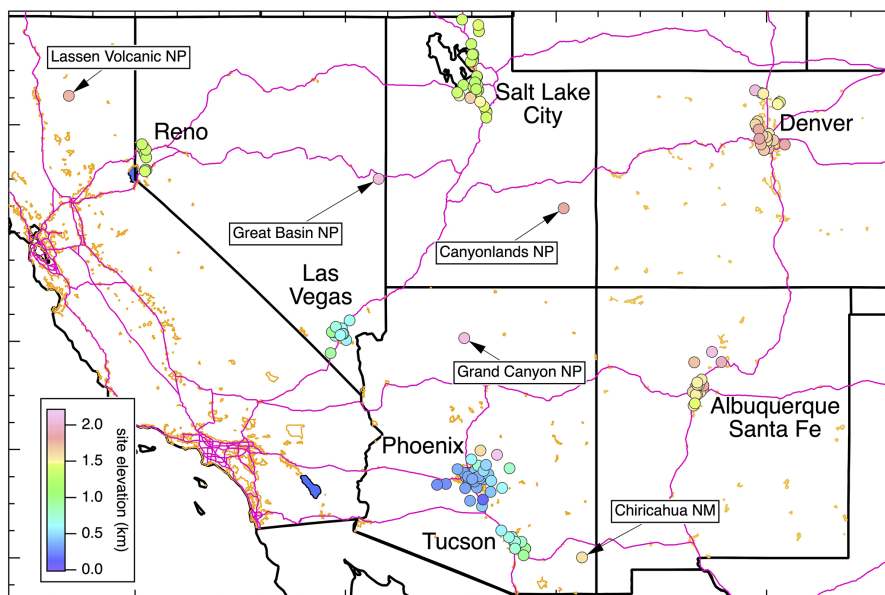 Lassen Volcanic NP
Reno
Salt Lake
City
Denver
Great Basin NP
Canyonlands NP
Las
Vegas
Grand Canyon NP
Albuquerque
Santa Fe
Phoenix
Chiricahua NM
Tucson
2.0
1.5
1.0
0.5
0.0
site elevation (km)